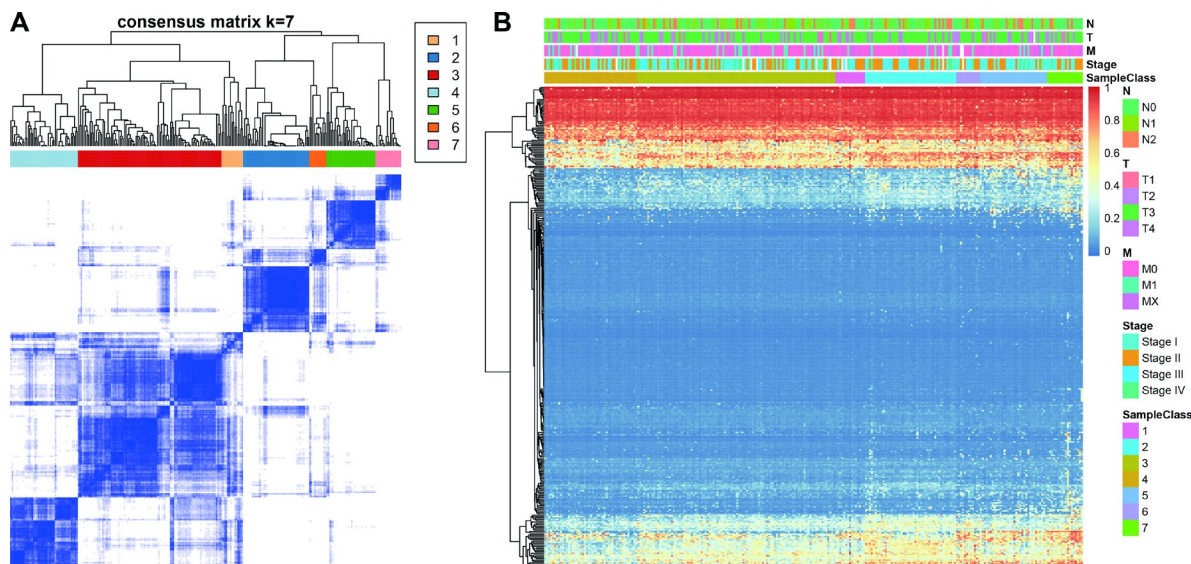 A
consensus matrix k=7
1
2
3
4
5
6
7
B
N
T
M
Stage
SampleClass
1
0.8
0.6
0.4
0.2
0
N
N0
N1
N2
T
T1
T2
T3
T4
M
M0
M1
MX
Stage
Stage I
Stage II
Stage III
Stage IV
SampleClass
1
2
3
4
5
6
7